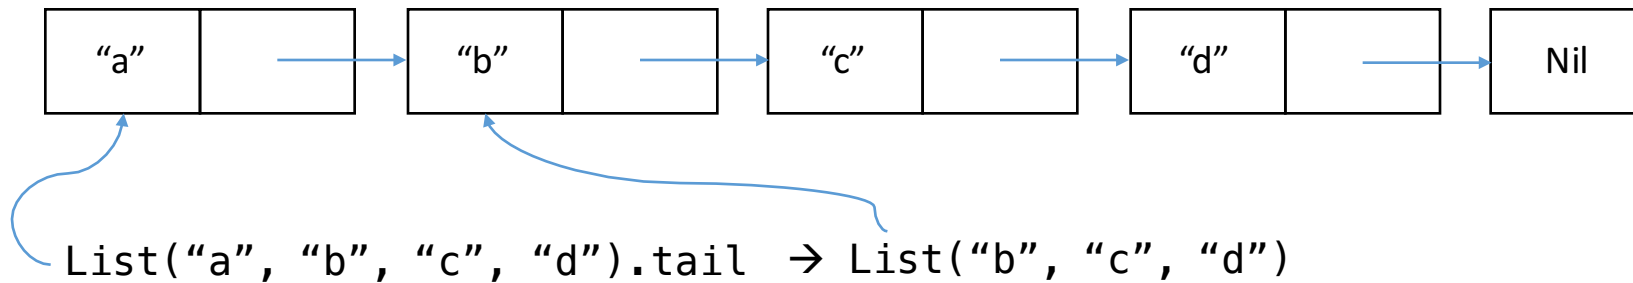 “a” “b” “c” “d” Nil
List(“a”, “b”, “c”, “d”).tail → List(“b”, “c”, “d”)